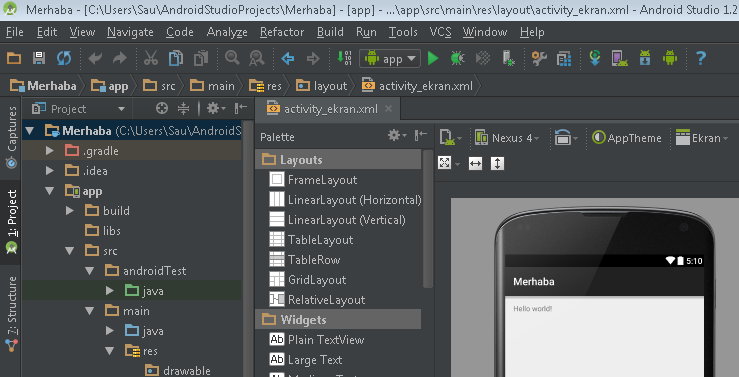 Merhaba - [C:\Users\Sau\AndroidStudioProjects\Merhaba] - [app] - ...\app\src\main\res\layout\activity_ekran.xml - Android Studio 1.2
File Edit View Navigate Code Analyze Refactor Build Run Tools VCS Window Help
app
Merhaba app src main res layout activity_ekran.xml
Captures
1: Project
7: Structure
Project
Merhaba (C:\Users\Sau\AndroidS
.gradle
.idea
app
build
libs
src
androidTest
java
main
java
res
drawable
activity_ekran.xml
Palette
Layouts
FrameLayout
LinearLayout (Horizontal)
LinearLayout (Vertical)
TableLayout
TableRow
GridLayout
RelativeLayout
Widgets
Ab Plain TextView
Ab Large Text
Nexus 4 AppTheme Ekran
5:10
Merhaba
Hello world!